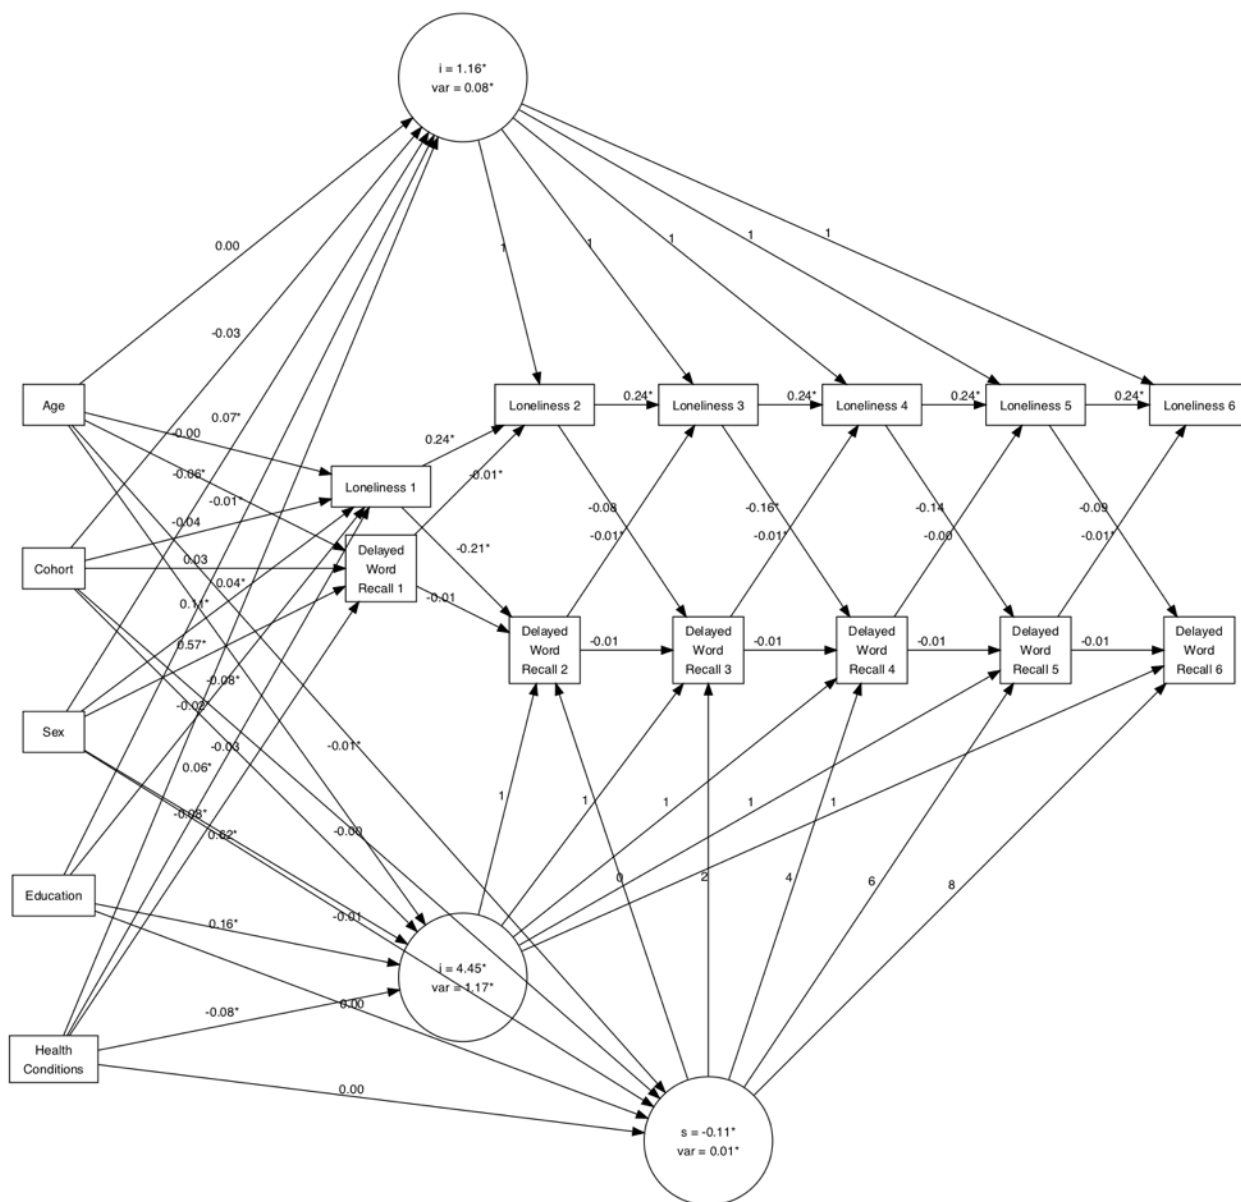 i = 1.16*
var = 0.08*
0.00
1
1
1
1
1
-0.03
Age
Loneliness 2
0.24*
Loneliness 3
0.24*
Loneliness 4
0.24*
Loneliness 5
0.24*
Loneliness 6
0.07*
-0.00
0.24*
-0.06*
-0.01*
Loneliness 1
-0.01*
-0.04
-0.08
-0.16*
-0.14
-0.09
-0.01*
-0.01*
-0.00
-0.01*
Cohort
0.03
Delayed
Word
Recall 1
-0.21*
0.04*
-0.01
0.11*
0.57*
Delayed
Word
Recall 2
-0.01
Delayed
Word
Recall 3
-0.01
Delayed
Word
Recall 4
-0.01
Delayed
Word
Recall 5
-0.01
Delayed
Word
Recall 6
-0.08*
-0.02*
Sex
-0.03
-0.01*
0.06*
1
1
1
1
1
-0.08*
0.62*
-0.00
0
2
4
6
8
Education
0.16*
-0.01
i = 4.45*
var = 1.17*
-0.08*
0.00
Health
Conditions
0.00
s = -0.11*
var = 0.01*